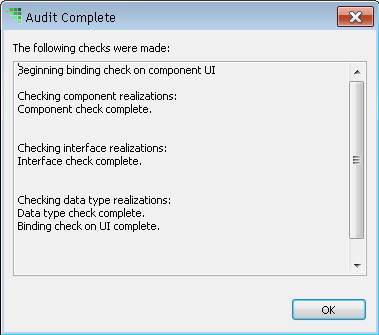 Audit Complete
The following checks were made:
Beginning binding check on component UI
Checking component realizations:
Component check complete.
Checking interface realizations:
Interface check complete.
Checking data type realizations:
Data type check complete.
Binding check on UI complete.
OK